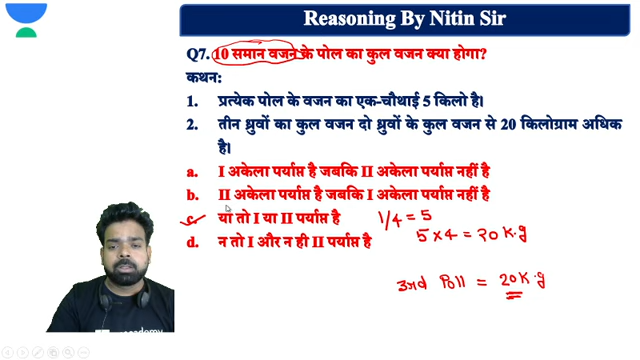 Reasoning By Nitin Sir
Q7. 10 समान वजन के पोल का कुल वजन क्या होगा?
कथन:
1. प्रत्येक पोल के वजन का एक-चौथाई 5 किलो है।
2. तीन ध्रुवों का कुल वजन दो ध्रुवों के कुल वजन से 20 किलोग्राम अधिक
है।
a. I अकेला पर्याप्त है जबकि II अकेला पर्याप्त नहीं है
b. II अकेला पर्याप्त है जबकि I अकेला पर्याप्त नहीं है
c. या तो I या II पर्याप्त है 1/4 = 5
5 x 4 = 20 K.g
d. न तो I और न ही II पर्याप्त है
3rd Poll = 20 K.g